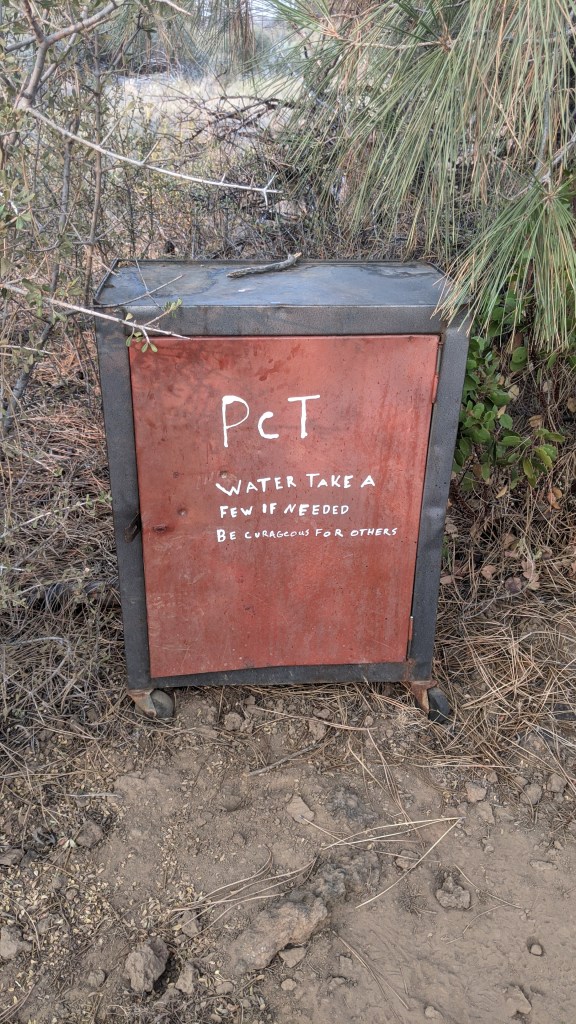 PcT
WATER TAKE A
FEW IF NEEDED
BE CURAGEOUS FOR OTHERS